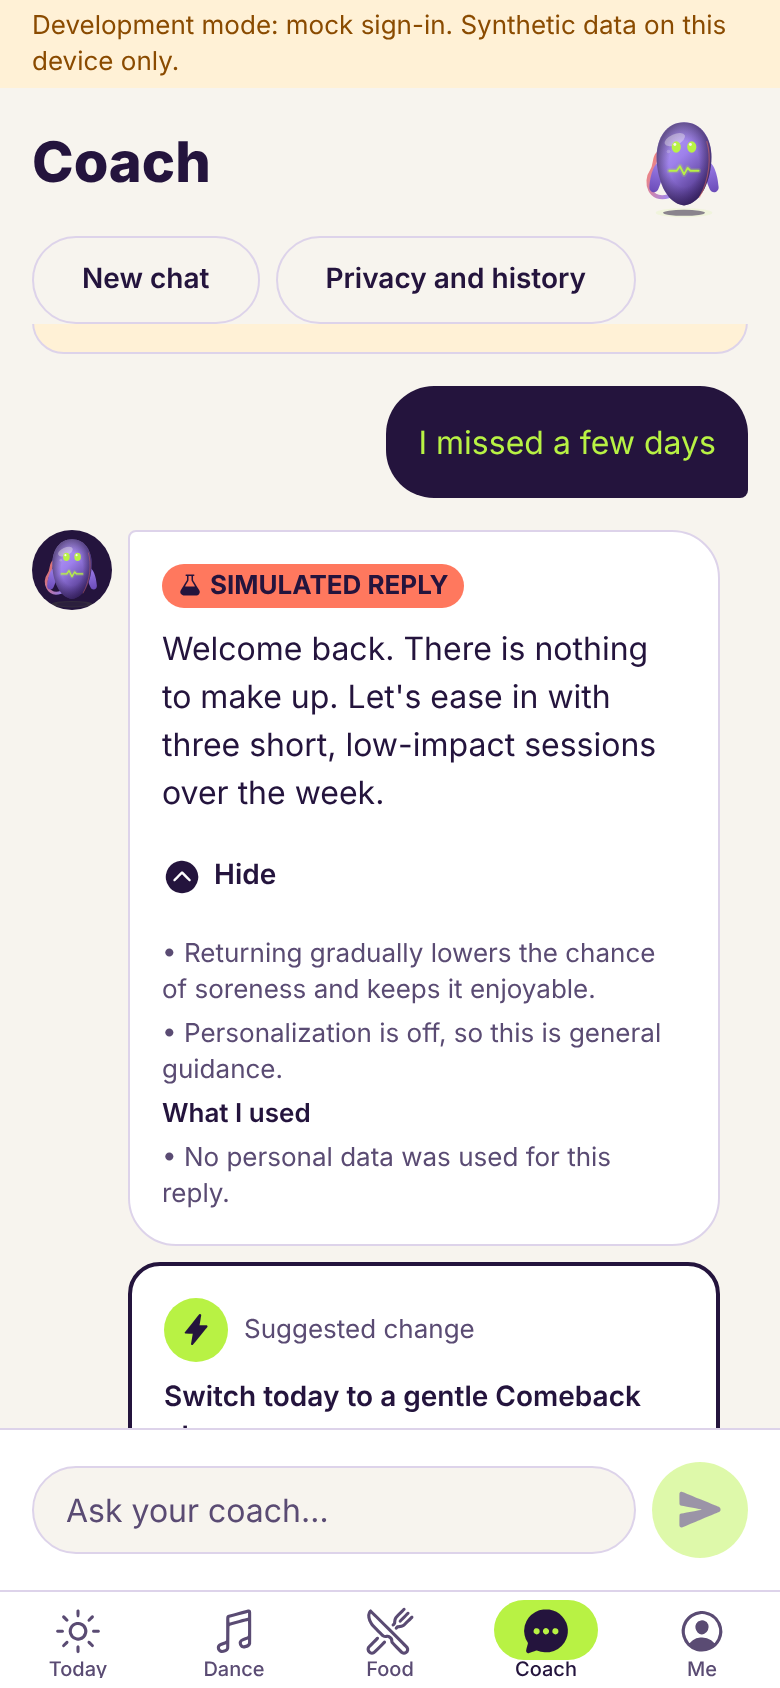 Development mode: mock sign-in. Synthetic data on this
device only.
Coach
New chat
Privacy and history
I missed a few days
SIMULATED REPLY
Welcome back. There is nothing
to make up. Let's ease in with
three short, low-impact sessions
over the week.
Hide
• Returning gradually lowers the chance
of soreness and keeps it enjoyable.
• Personalization is off, so this is general
guidance.
What I used
• No personal data was used for this
reply.
Suggested change
Switch today to a gentle Comeback
Ask your coach...
Today
Dance
Food
Coach
Me